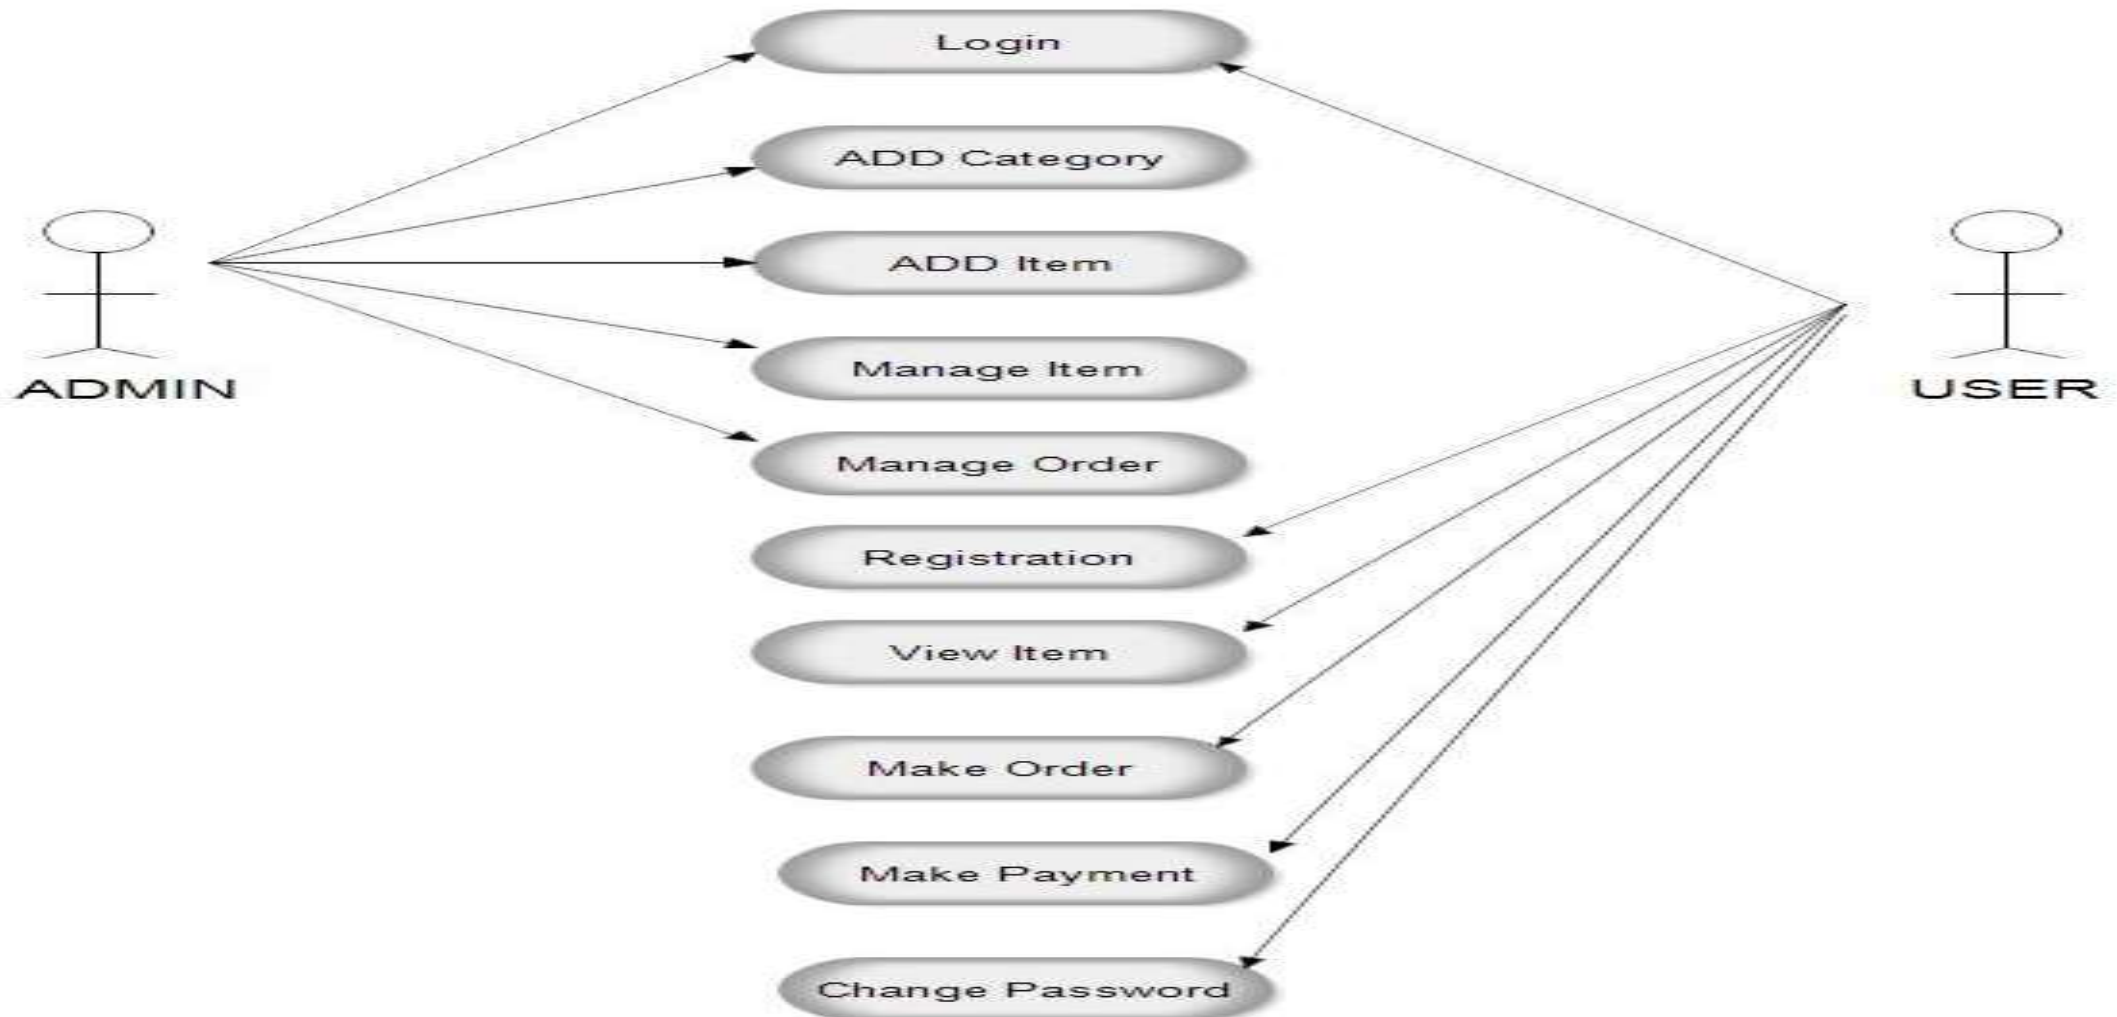 Login
ADD Category
ADD Item
Manage Item
ADMIN
USER
Manage Order
Registration
View Item
Make Order
Make Payment
Change Password